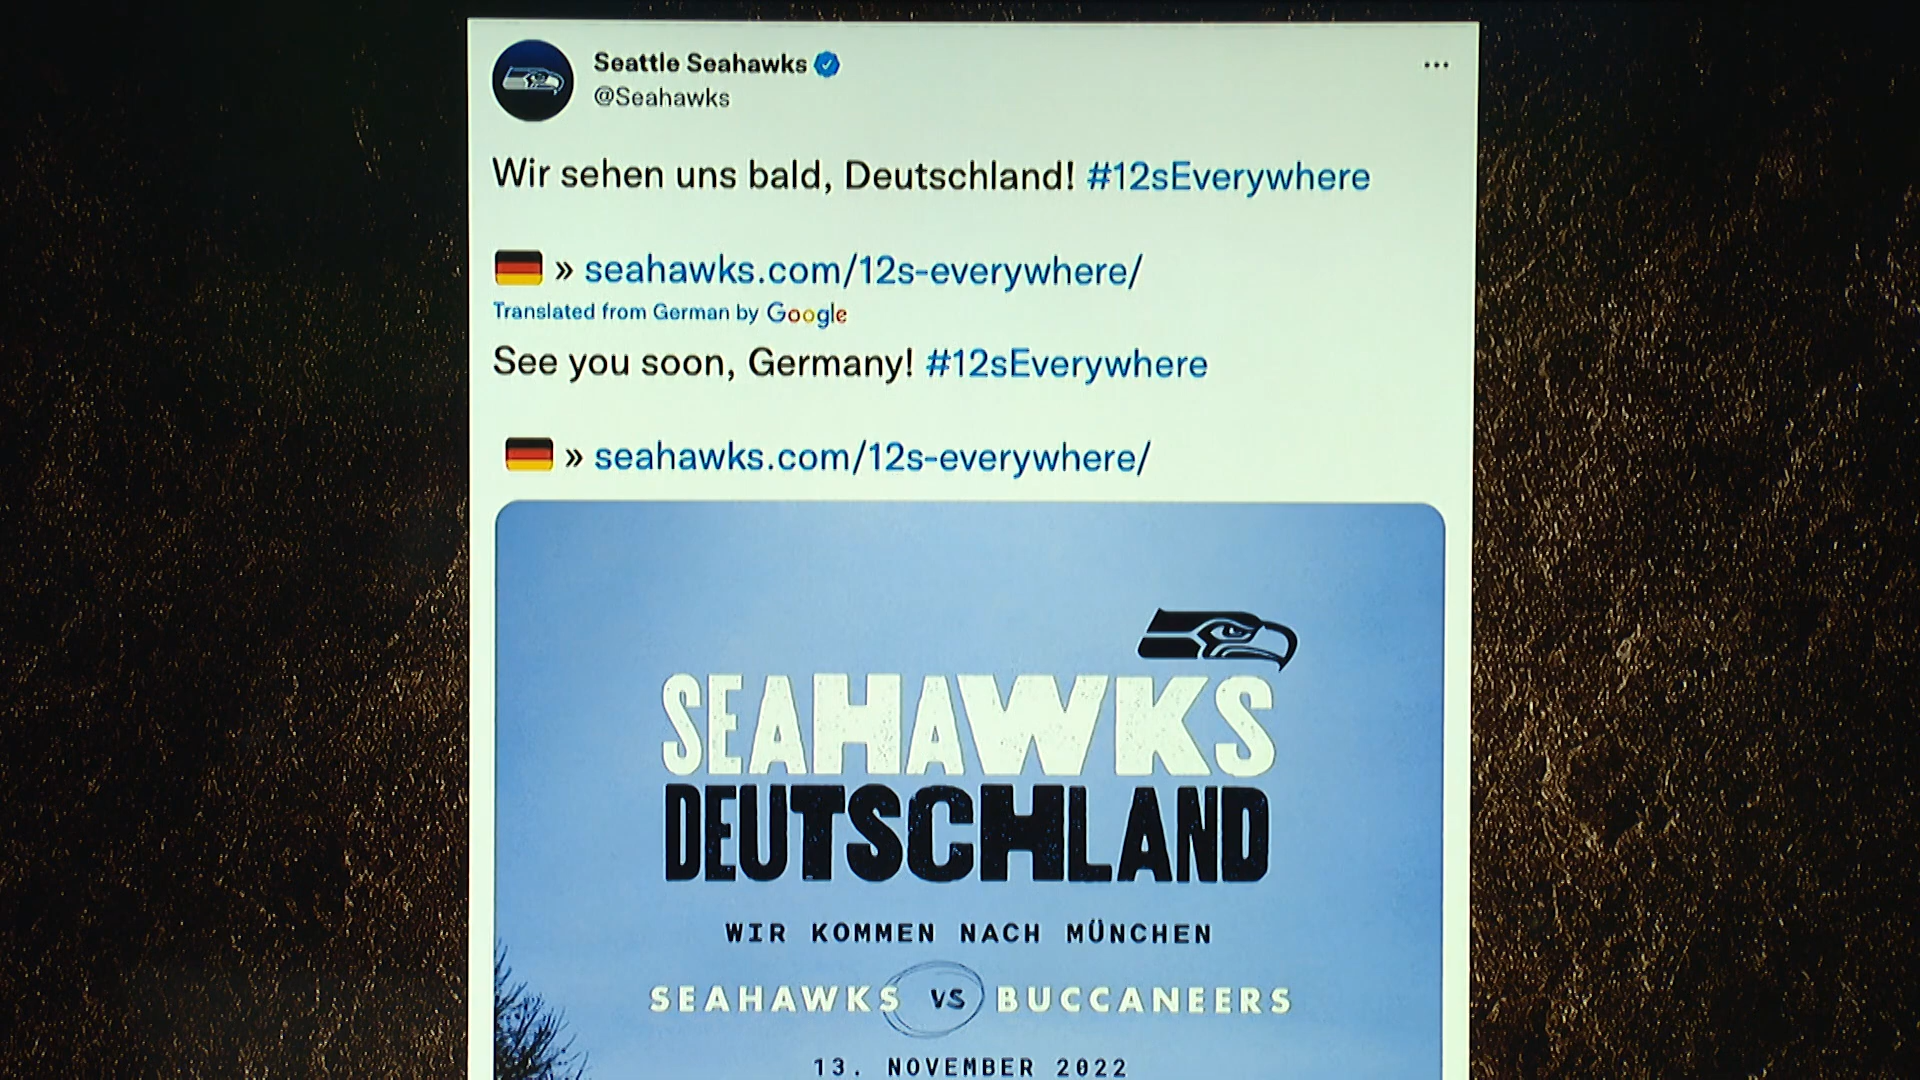 Seattle Seahawks
@Seahawks
Wir sehen uns bald, Deutschland! #12sEverywhere
» seahawks.com/12s-everywhere/
Translated from German by Google
See you soon, Germany! #12sEverywhere
» seahawks.com/12s-everywhere/
SEAHAWKS
DEUTSCHLAND
WIR KOMMEN NACH MÜNCHEN
SEAHAWKS VS BUCCANEERS
13. NOVEMBER 2022